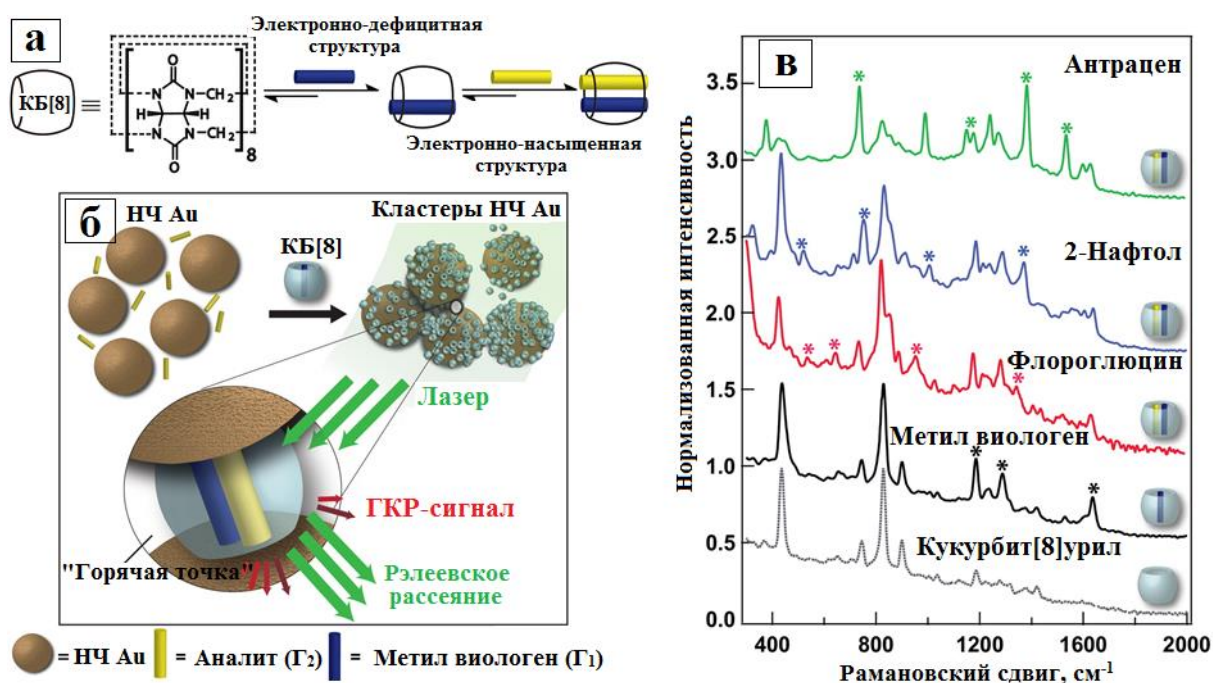 а
Электронно-дефицитная
структура
КБ[8]
≡
O
N N CH₂
H H
N N CH₂
O
8
Электронно-насыщенная
структура
б
НЧ Au
КБ[8]
Кластеры НЧ Au
Лазер
ГКР-сигнал
"Горячая точка"
Рэлеевское
рассеяние
= НЧ Au
= Аналит (Г₂)
= Метил виологен (Г₁)
в
Нормализованная интенсивность
3.5
3.0
2.5
2.0
1.5
1.0
0.5
0.0
Антрацен
* * * *
2-Нафтол
* * * *
Флороглюцин
* * * *
Метил виологен
* * *
Кукурбит[8]урил
400 800 1200 1600 2000
Рамановский сдвиг, см⁻¹